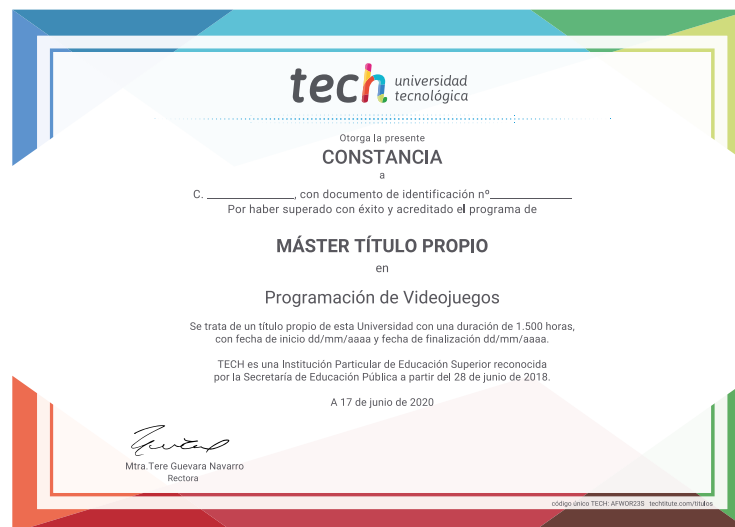 tech universidad
tecnológica
Otorga la presente
CONSTANCIA
a
C. ______________, con documento de identificación nº_____________
Por haber superado con éxito y acreditado el programa de
MÁSTER TÍTULO PROPIO
en
Programación de Videojuegos
Se trata de un título propio de esta Universidad con una duración de 1.500 horas,
con fecha de inicio dd/mm/aaaa y fecha de finalización dd/mm/aaaa.
TECH es una Institución Particular de Educación Superior reconocida
por la Secretaría de Educación Pública a partir del 28 de junio de 2018.
A 17 de junio de 2020
Mtra.Tere Guevara Navarro
Rectora
código único TECH: AFWOR23S techtitute.com/titulos